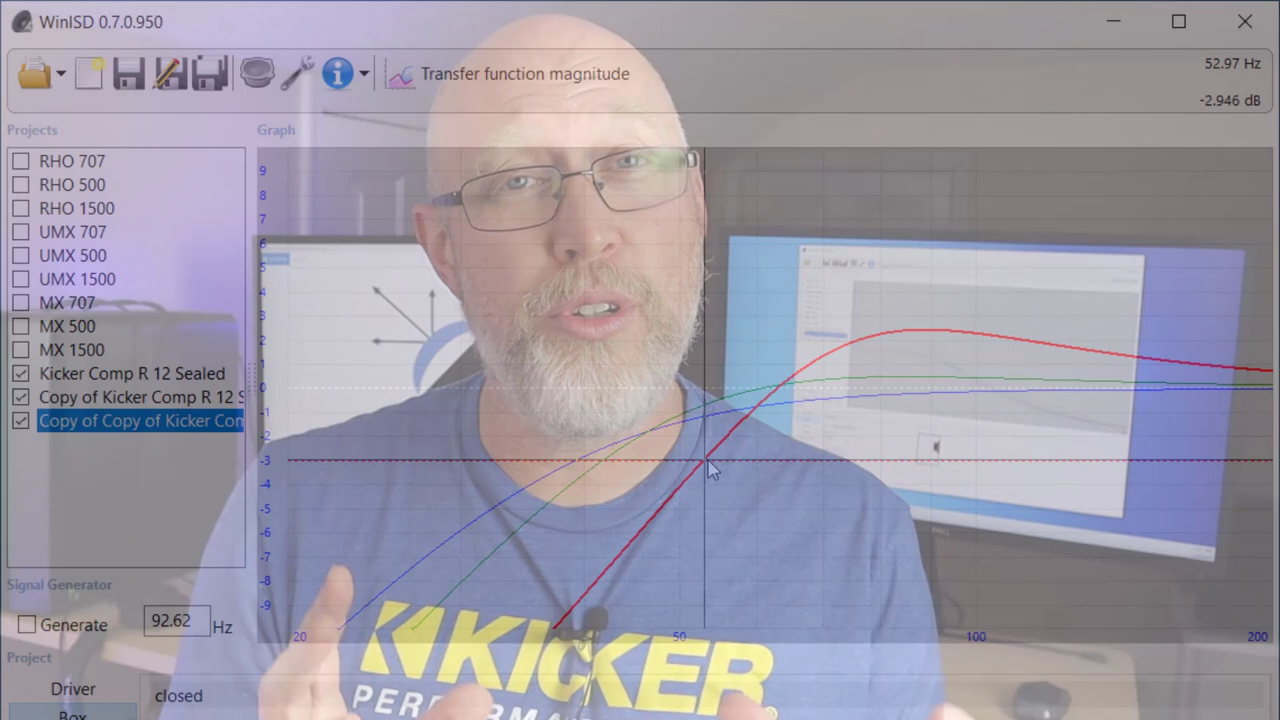 WinISD 0.7.0.950
Transfer function magnitude
52.97 Hz
-2.946 dB
Projects
Graph
RHO 707
RHO 500
RHO 1500
UMX 707
UMX 500
UMX 1500
MX 707
MX 500
MX 1500
Kicker Comp R 12 Sealed
Copy of Kicker Comp R 12 S
Copy of Copy of Kicker Com
9
8
7
6
5
4
3
2
1
0
-1
-2
-3
-4
-5
-6
-7
-8
-9
20
50
100
200
Signal Generator
Generate
92.62
Hz
Project
Driver
closed
Box
KICKER
PERFORMA